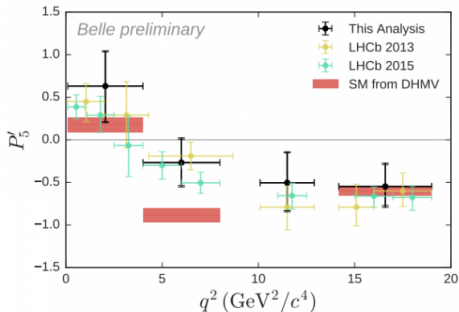 1.5
Belle preliminary
This Analysis
LHCb 2013
LHCb 2015
SM from DHMV
1.0
0.5
0.0
−0.5
−1.0
−1.5
P′5
0
5
10
15
20
q² (GeV²/c⁴)